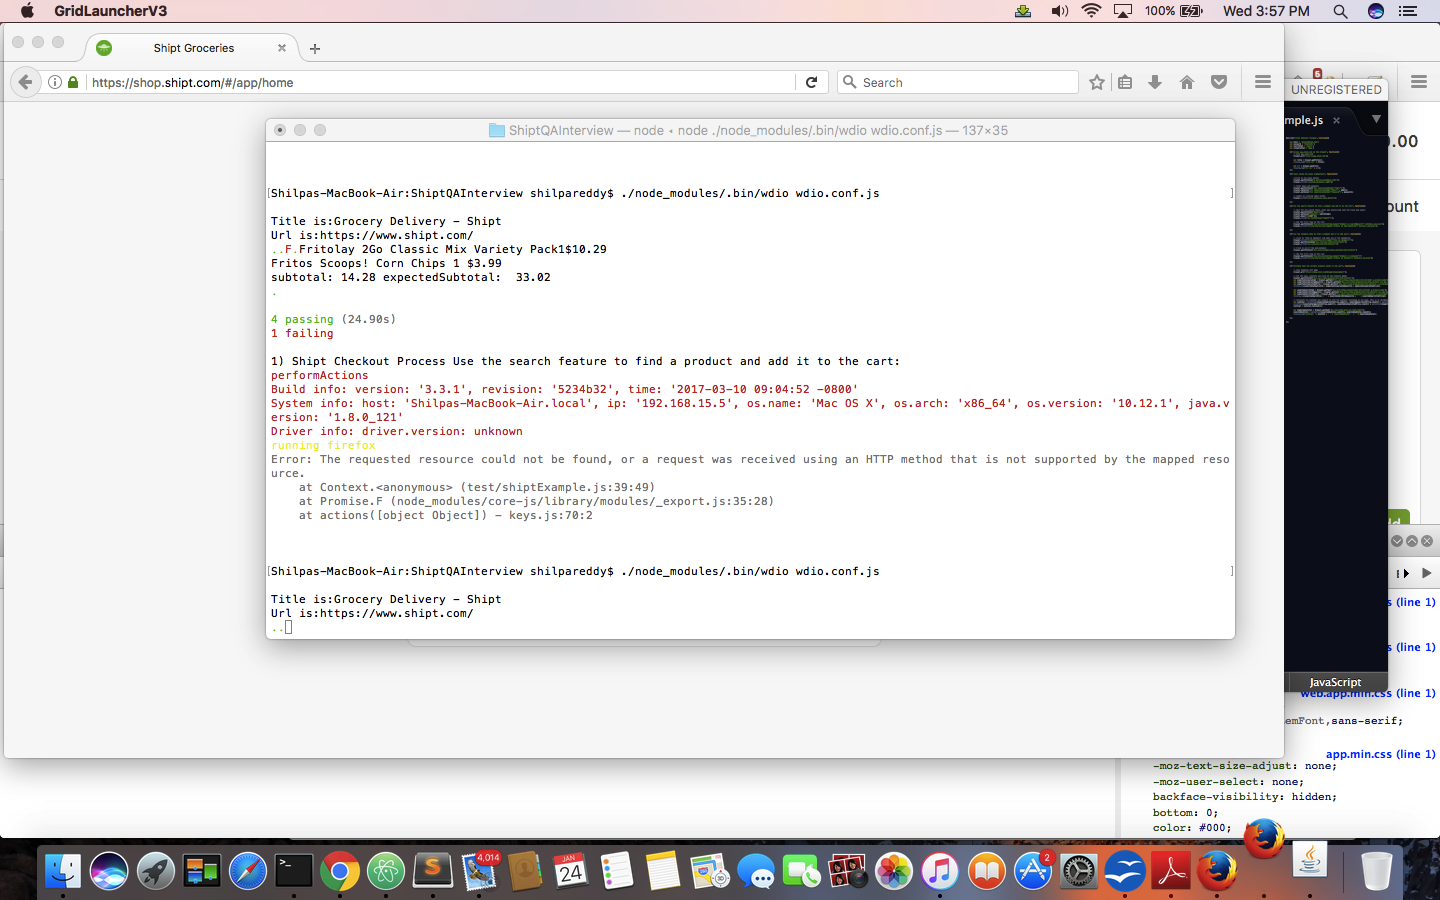 GridLauncherV3
100%
Wed 3:57 PM
Shipt Groceries
https://shop.shipt.com/#/app/home
Search
5
UNREGISTERED
mple.js
0.00
ount
ShiptQAInterview — node ◂ node ./node_modules/.bin/wdio wdio.conf.js — 137×35
[Shilpas-MacBook-Air:ShiptQAInterview shilpareddy$ ./node_modules/.bin/wdio wdio.conf.js ]
Title is:Grocery Delivery - Shipt
Url is:https://www.shipt.com/
..F.Fritolay 2Go Classic Mix Variety Pack1$10.29
Fritos Scoops! Corn Chips 1 $3.99
subtotal: 14.28 expectedSubtotal:  33.02
.
4 passing (24.90s)
1 failing
1) Shipt Checkout Process Use the search feature to find a product and add it to the cart:
performActions
Build info: version: '3.3.1', revision: '5234b32', time: '2017-03-10 09:04:52 -0800'
System info: host: 'Shilpas-MacBook-Air.local', ip: '192.168.15.5', os.name: 'Mac OS X', os.arch: 'x86_64', os.version: '10.12.1', java.v
ersion: '1.8.0_121'
Driver info: driver.version: unknown
running firefox
Error: The requested resource could not be found, or a request was received using an HTTP method that is not supported by the mapped reso
urce.
at Context.<anonymous> (test/shiptExample.js:39:49)
at Promise.F (node_modules/core-js/library/modules/_export.js:35:28)
at actions([object Object]) - keys.js:70:2
[Shilpas-MacBook-Air:ShiptQAInterview shilpareddy$ ./node_modules/.bin/wdio wdio.conf.js ]
Title is:Grocery Delivery - Shipt
Url is:https://www.shipt.com/
..
s (line 1)
s (line 1)
JavaScript
web.app.min.css (line 1)
emFont,sans-serif;
app.min.css (line 1)
-moz-text-size-adjust: none;
-moz-user-select: none;
backface-visibility: hidden;
bottom: 0;
color: #000;
4,014
JAN
24
2